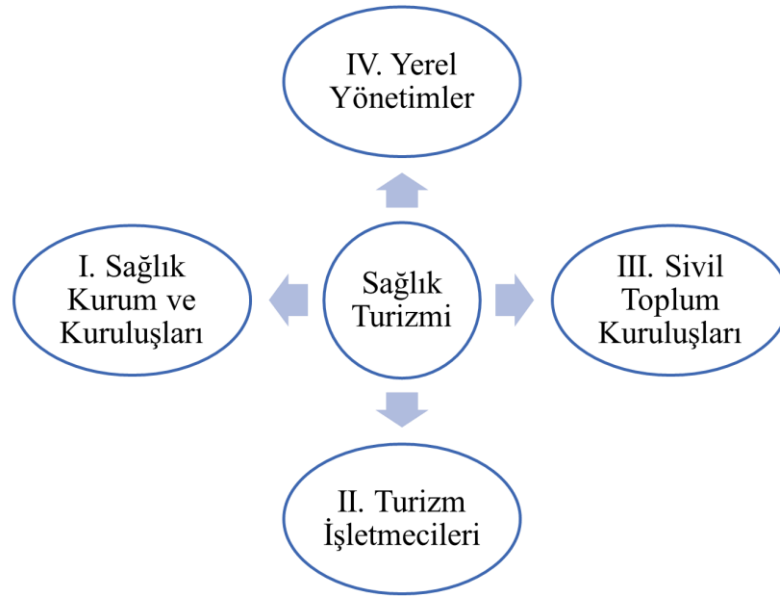 IV. Yerel
Yönetimler
I. Sağlık
Kurum ve
Kuruluşları
Sağlık
Turizmi
III. Sivil
Toplum
Kuruluşları
II. Turizm
İşletmecileri